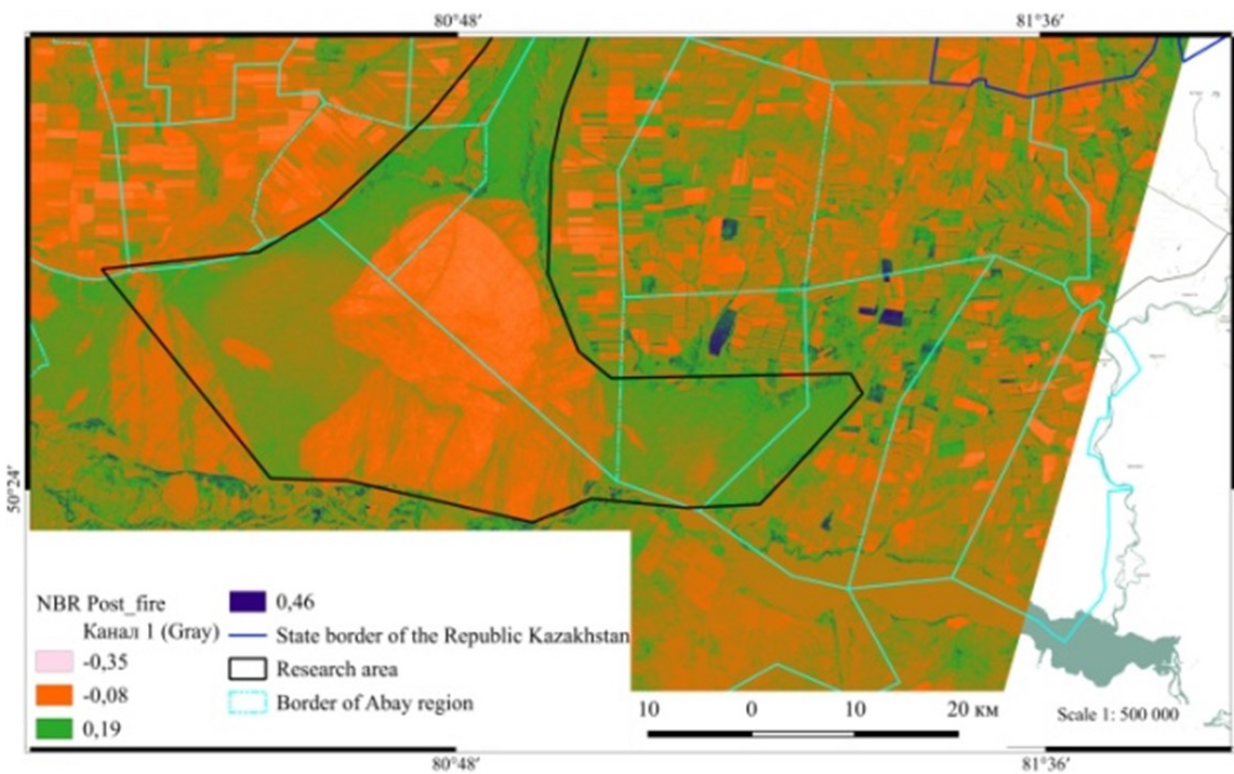 80°48′ 81°36′
50°24′
NBR Post_fire
Канал 1 (Gray)
-0,35
-0,08
0,19
0,46
State border of the Republic Kazakhstan
Research area
Border of Abay region
10 0 10 20 км
Scale 1: 500 000
80°48′ 81°36′